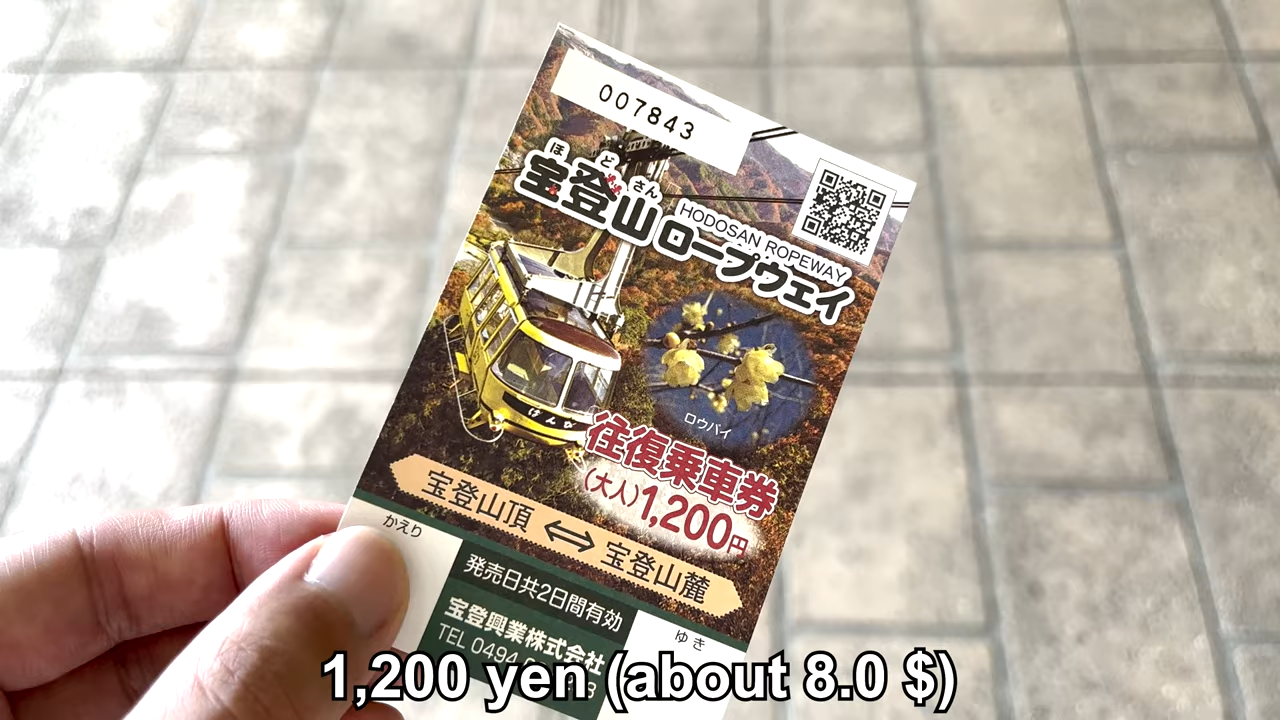 007843
ほ ど さん
宝登山ロープウェイ
HODOSAN ROPEWAY
げんき
ロウバイ
往復乗車券
(大人)1,200円
宝登山頂 ⇔ 宝登山麓
かえり
発売日共2日間有効
宝登興業株式会社
TEL 0494
ゆき
1,200 yen (about 8.0 $)